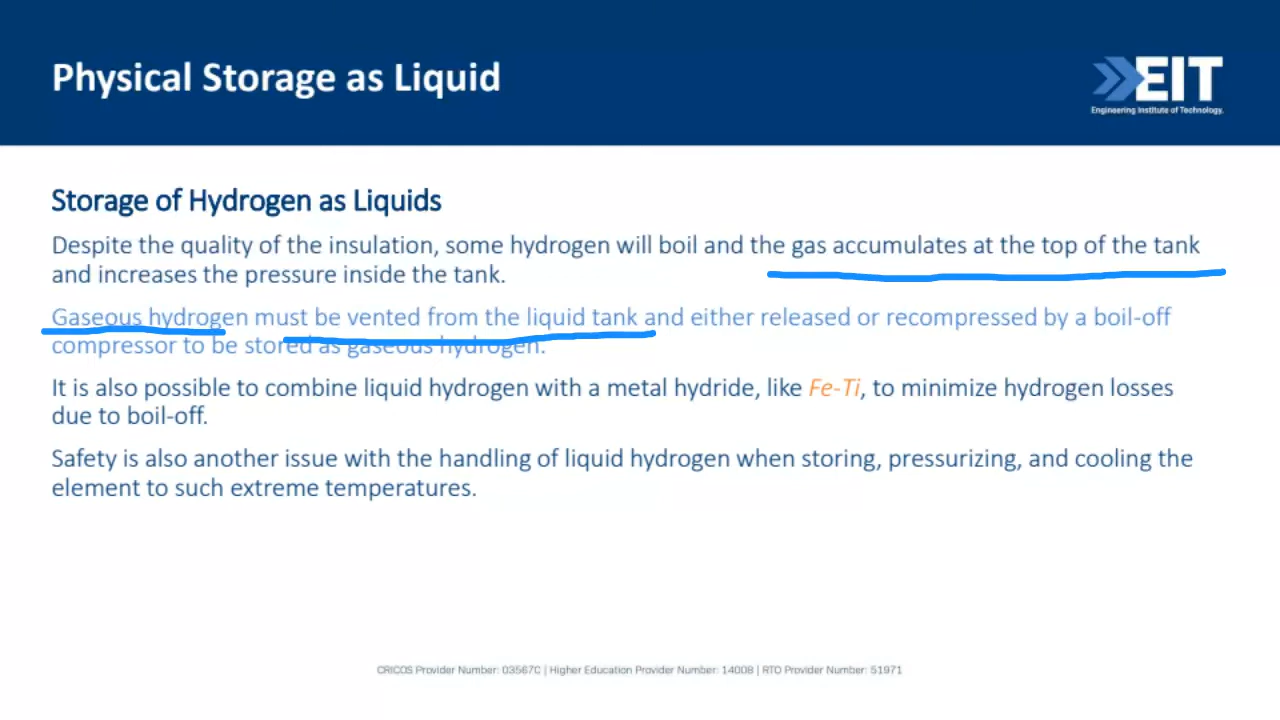 Physical Storage as Liquid
EIT
Engineering Institute of Technology.
Storage of Hydrogen as Liquids
Despite the quality of the insulation, some hydrogen will boil and the gas accumulates at the top of the tank
and increases the pressure inside the tank.
Gaseous hydrogen must be vented from the liquid tank and either released or recompressed by a boil-off
compressor to be stored as gaseous hydrogen.
It is also possible to combine liquid hydrogen with a metal hydride, like Fe-Ti, to minimize hydrogen losses
due to boil-off.
Safety is also another issue with the handling of liquid hydrogen when storing, pressurizing, and cooling the
element to such extreme temperatures.
CRICOS Provider Number: 03567C | Higher Education Provider Number: 14008 | RTO Provider Number: 51971